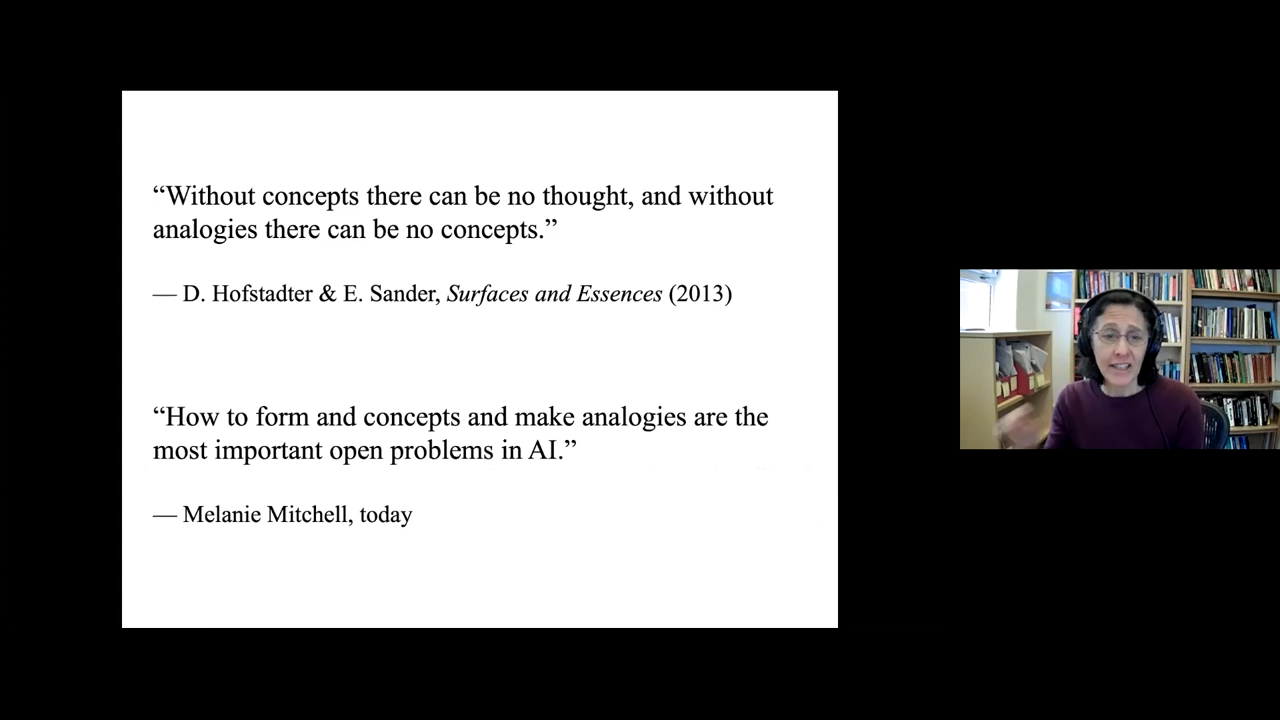 “Without concepts there can be no thought, and without
analogies there can be no concepts.”
— D. Hofstadter & E. Sander, Surfaces and Essences (2013)
“How to form and concepts and make analogies are the
most important open problems in AI.”
— Melanie Mitchell, today